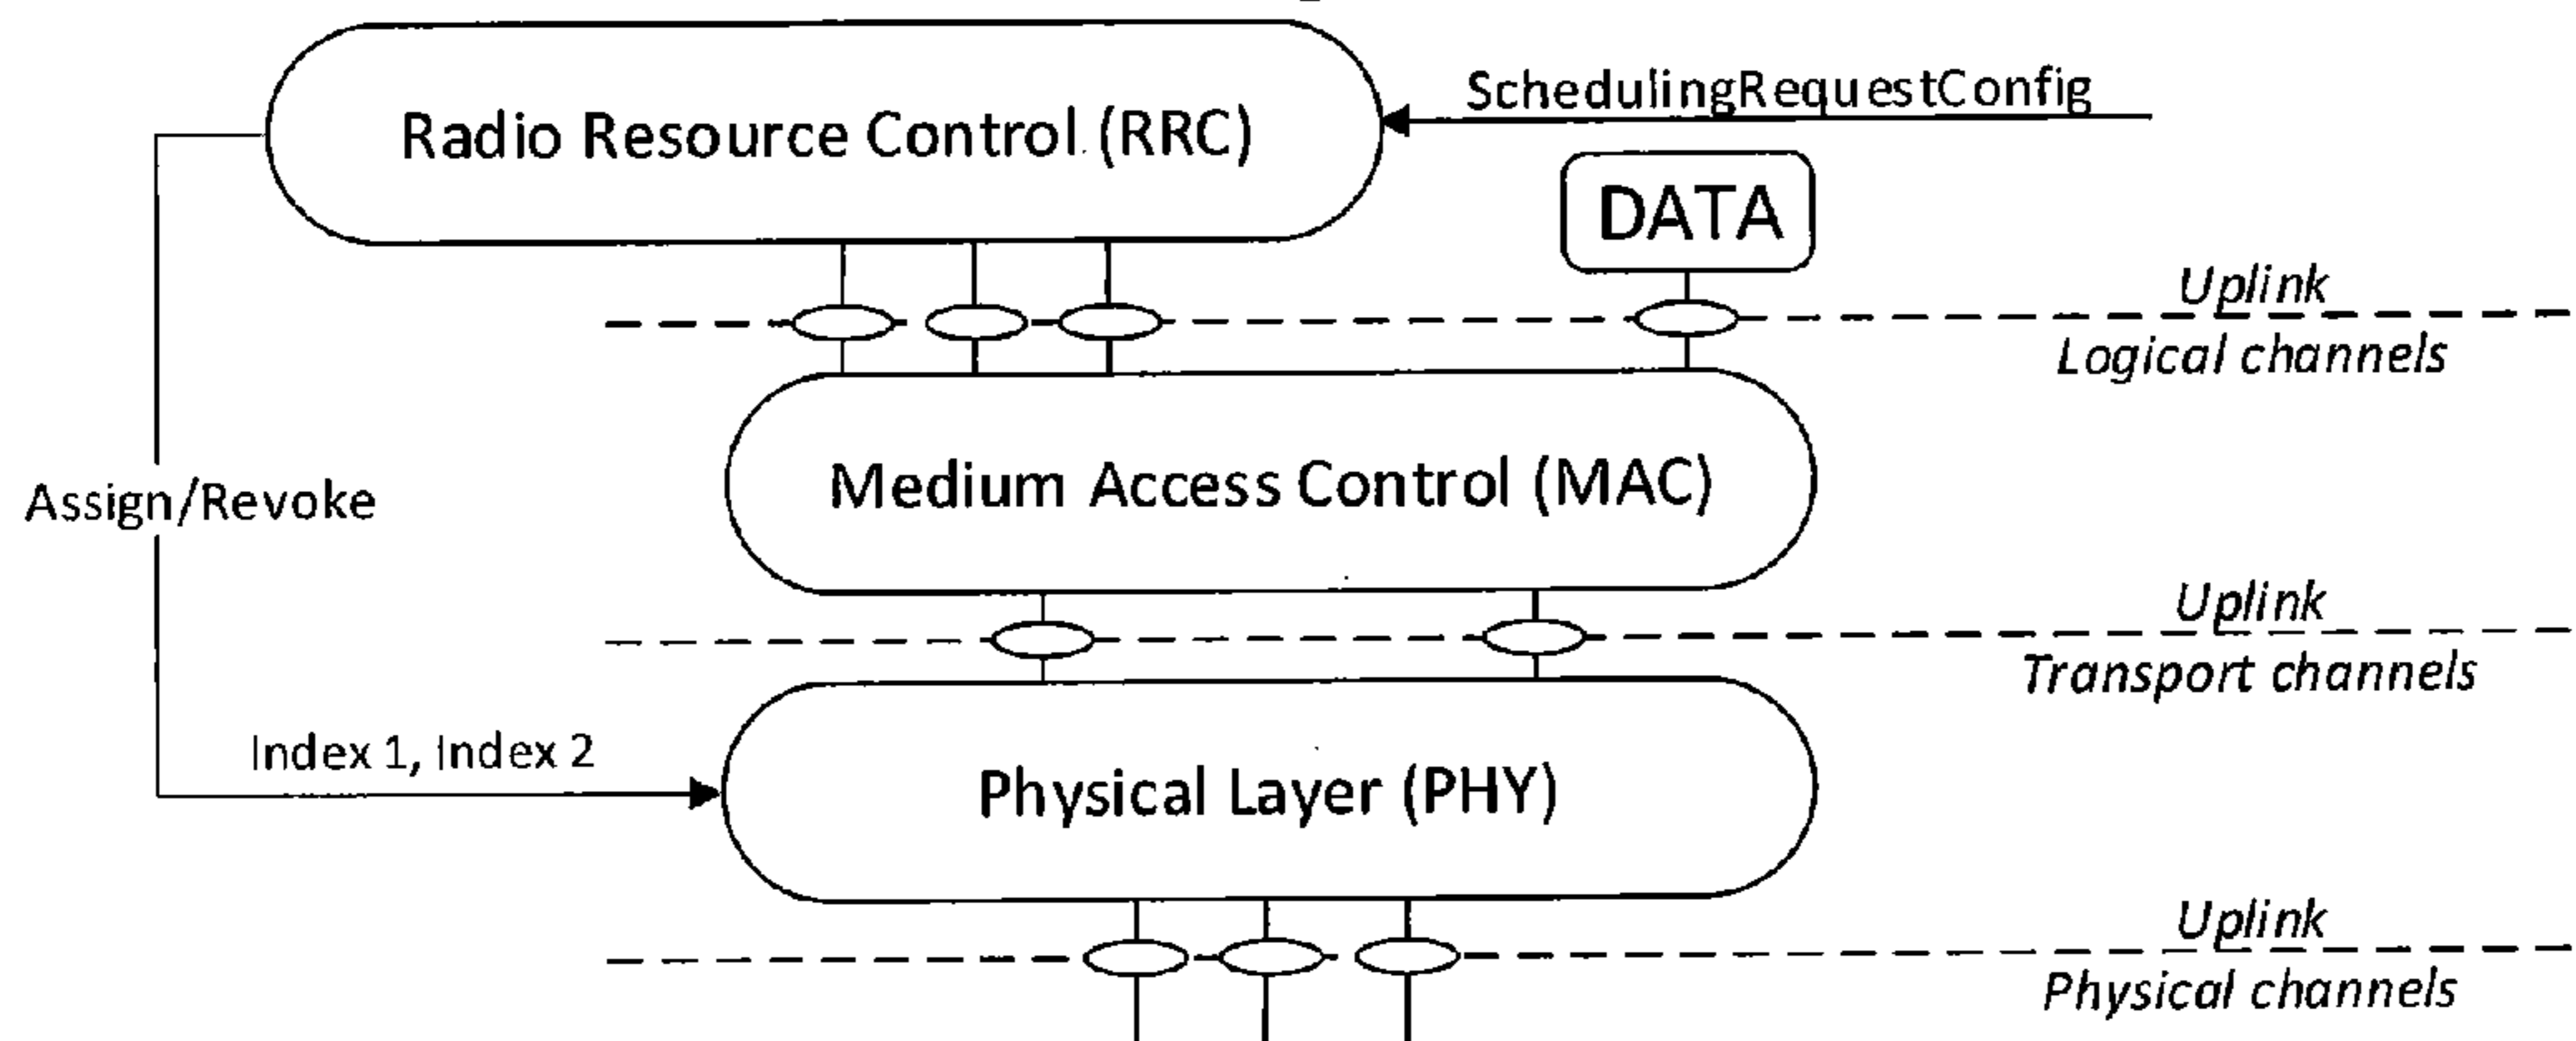 SchedulingRequestConfig
Radio Resource Control (RRC)
DATA
Uplink
Logical channels
Medium Access Control (MAC)
Assign/Revoke
Uplink
Transport channels
Index 1, Index 2
Physical Layer (PHY)
Uplink
Physical channels